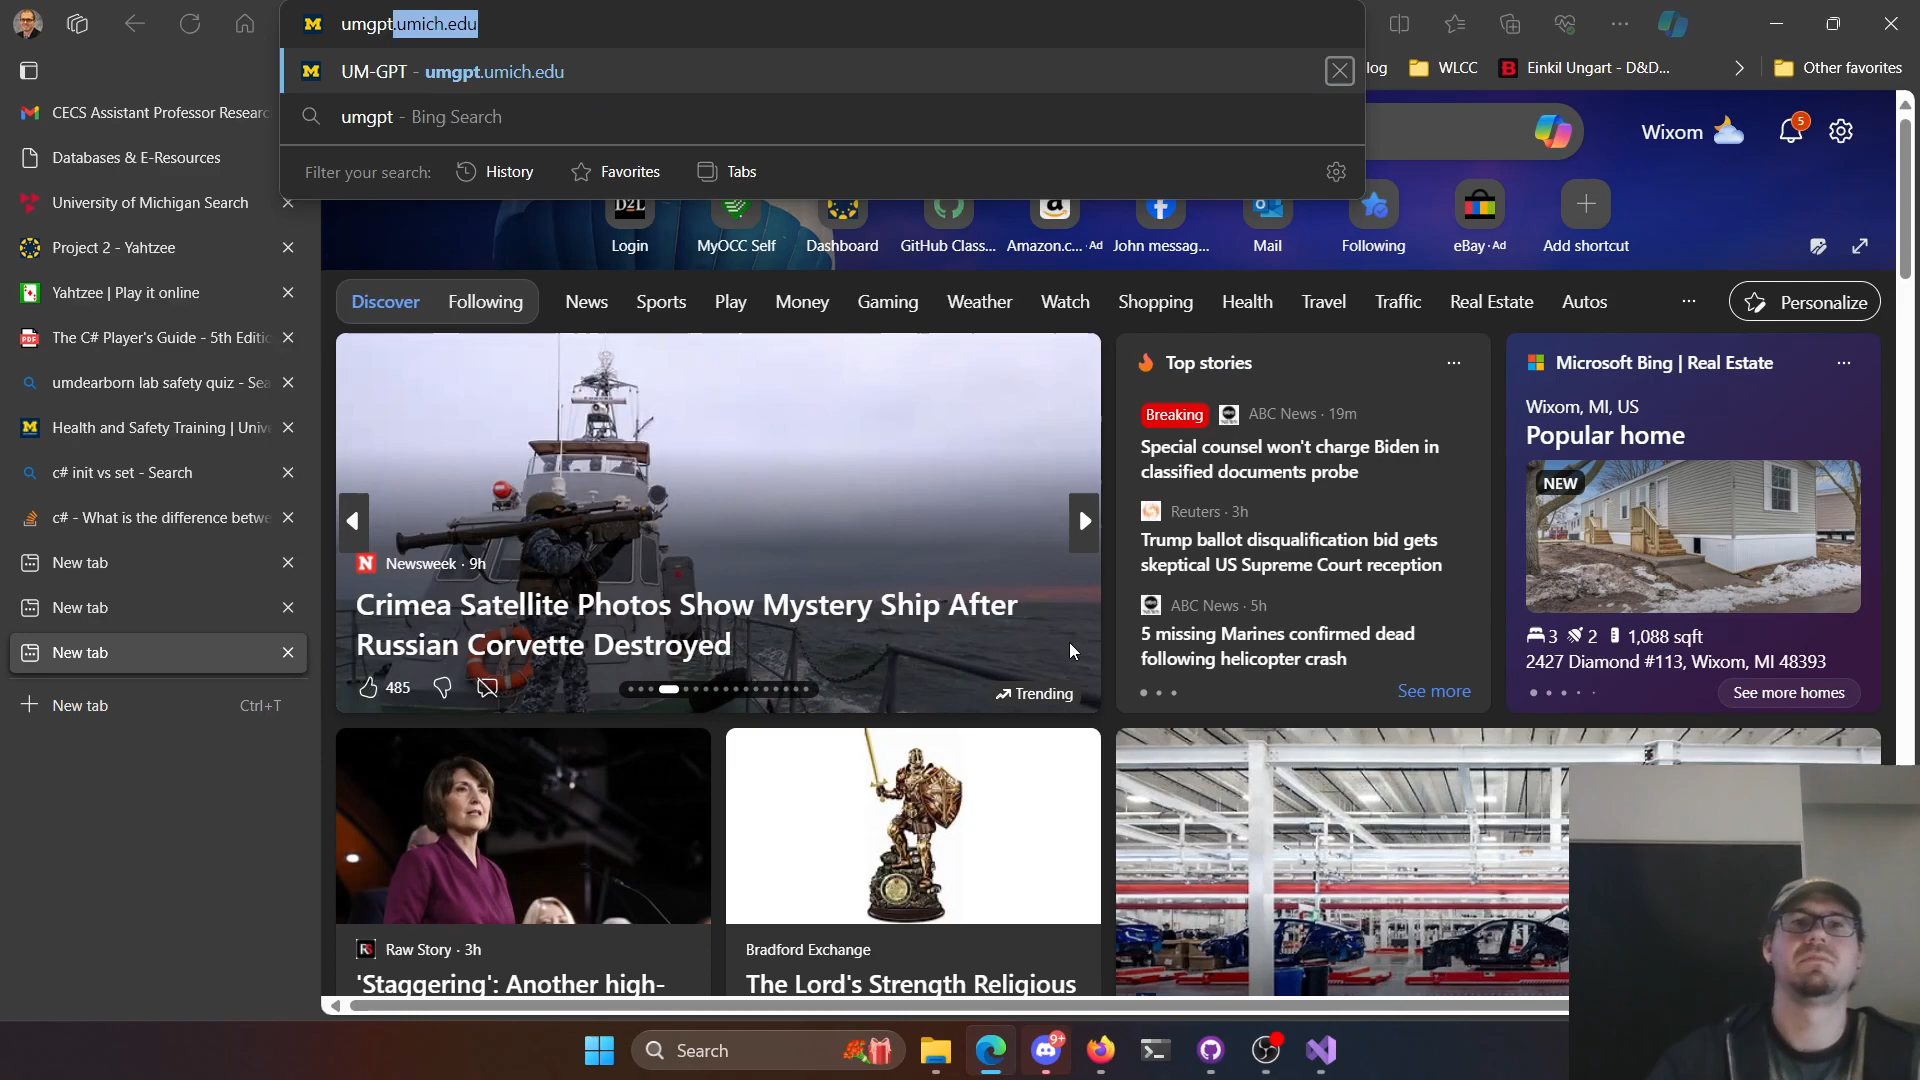 umgpt.umich.edu
UM-GPT - umgpt.umich.edu
umgpt - Bing Search
Filter your search:
History
Favorites
Tabs
log
WLCC
Einkil Ungart - D&D...
Other favorites
CECS Assistant Professor Researc
Databases & E-Resources
University of Michigan Search
Project 2 - Yahtzee
Yahtzee | Play it online
The C# Player's Guide - 5th Editic
umdearborn lab safety quiz - Sea
Health and Safety Training | Unive
c# init vs set - Search
c# - What is the difference betwe
New tab
New tab
New tab
New tab
Ctrl+T
Wixom
5
D2L
Login
MyOCC Self
Dashboard
GitHub Class...
Amazon.c... · Ad
John messag...
Mail
Following
eBay · Ad
Add shortcut
Discover
Following
News
Sports
Play
Money
Gaming
Weather
Watch
Shopping
Health
Travel
Traffic
Real Estate
Autos
Personalize
Newsweek · 9h
Crimea Satellite Photos Show Mystery Ship After
Russian Corvette Destroyed
485
Trending
Top stories
Breaking
ABC News · 19m
Special counsel won't charge Biden in
classified documents probe
Reuters · 3h
Trump ballot disqualification bid gets
skeptical US Supreme Court reception
ABC News · 5h
5 missing Marines confirmed dead
following helicopter crash
See more
Microsoft Bing | Real Estate
Wixom, MI, US
Popular home
NEW
3
2
1,088 sqft
2427 Diamond #113, Wixom, MI 48393
See more homes
Raw Story · 3h
'Staggering': Another high-
Bradford Exchange
The Lord's Strength Religious
Search
9+